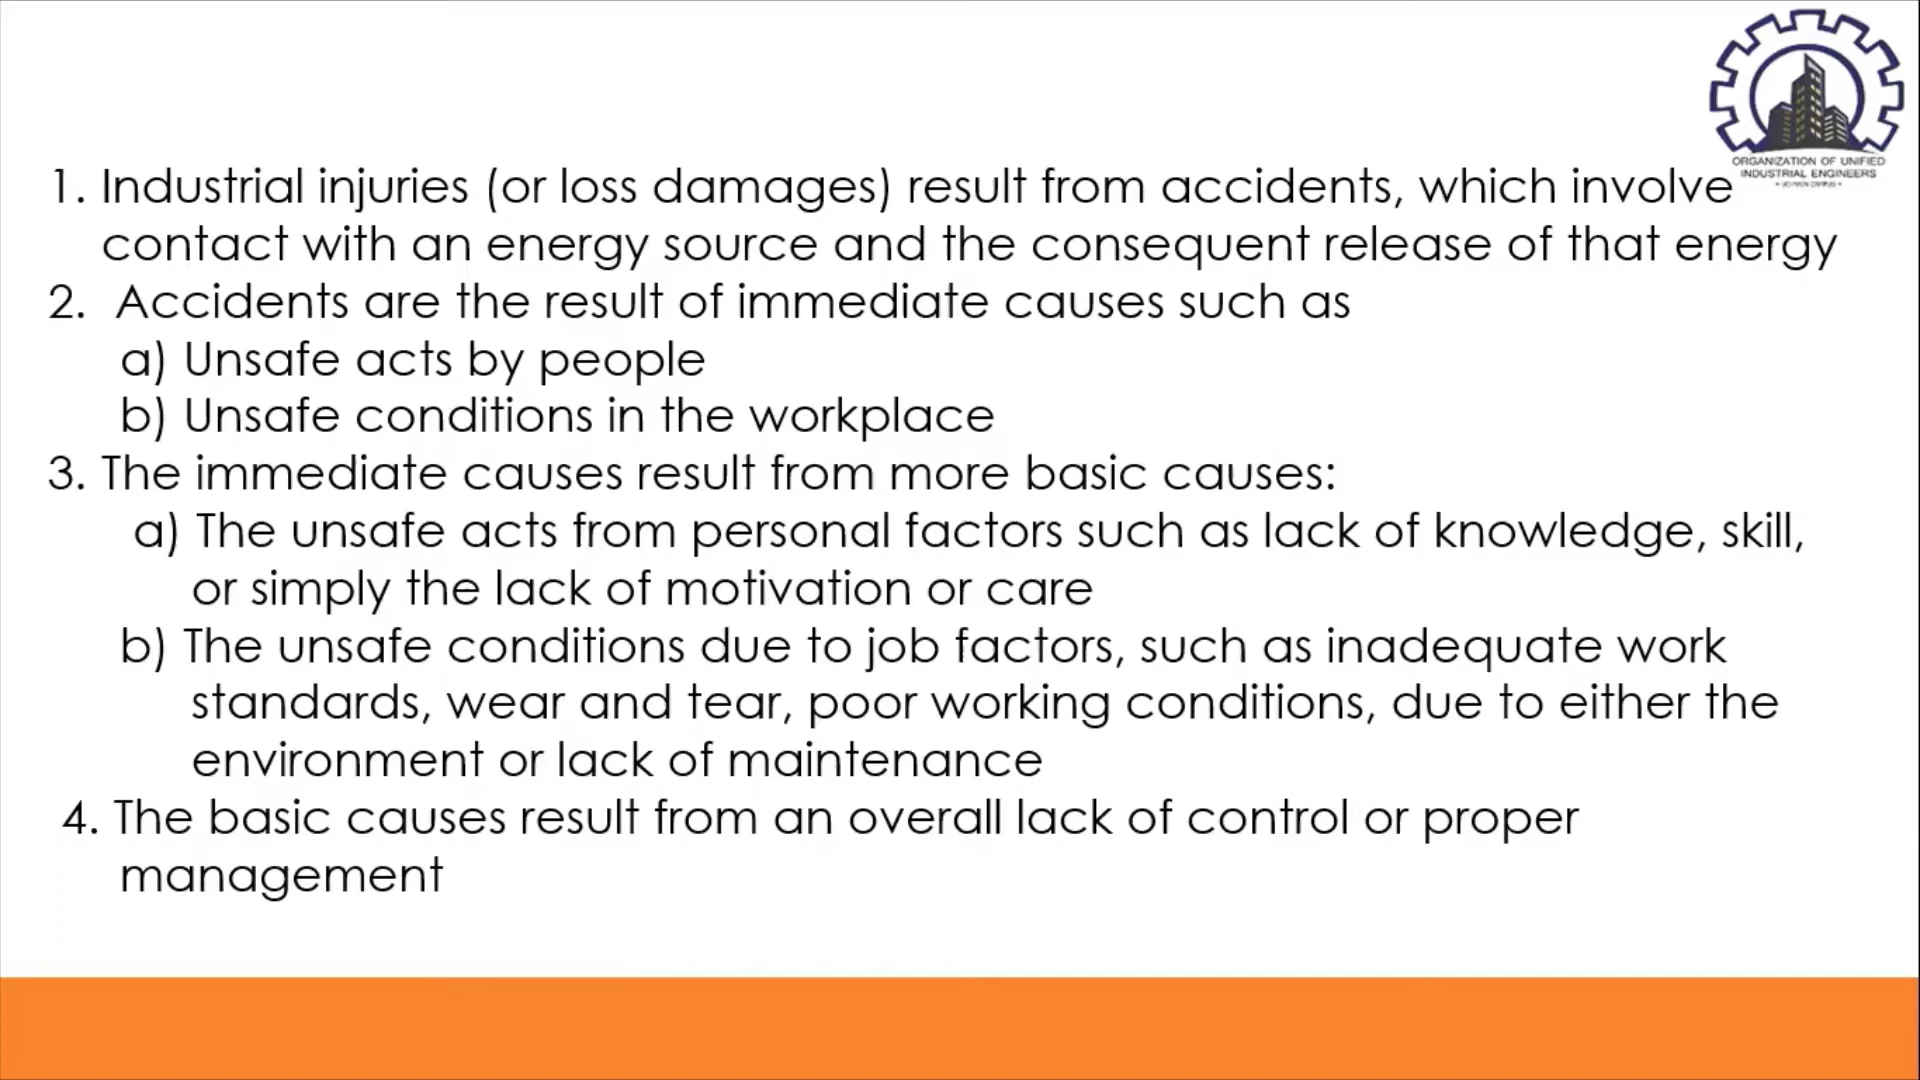 ORGANIZATION OF UNIFIED
INDUSTRIAL ENGINEERS
1. Industrial injuries (or loss damages) result from accidents, which involve
contact with an energy source and the consequent release of that energy
2. Accidents are the result of immediate causes such as
a) Unsafe acts by people
b) Unsafe conditions in the workplace
3. The immediate causes result from more basic causes:
a) The unsafe acts from personal factors such as lack of knowledge, skill,
or simply the lack of motivation or care
b) The unsafe conditions due to job factors, such as inadequate work
standards, wear and tear, poor working conditions, due to either the
environment or lack of maintenance
4. The basic causes result from an overall lack of control or proper
management